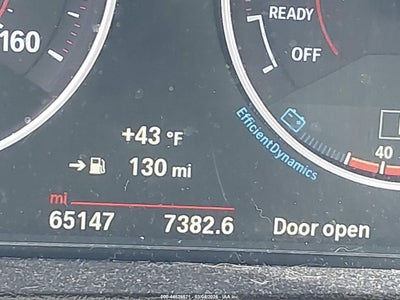 160
READY
OFF
EfficientDynamics
40
+43 °F
130 mi
mi
65147 7382.6 Door open